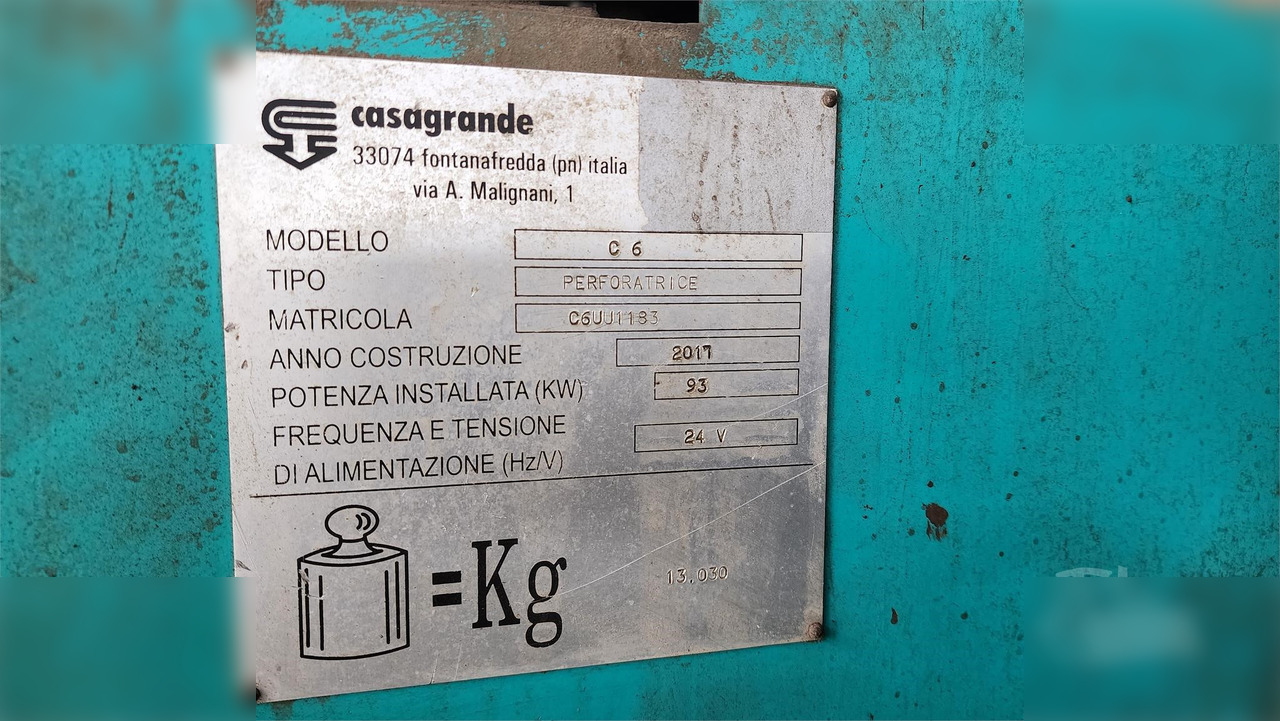 casagrande
33074 fontanafredda (pn) italia
via A. Malignani, 1
MODELLO C 6
TIPO PERFORATRICE
MATRICOLA C6UU1183
ANNO COSTRUZIONE 2017
POTENZA INSTALLATA (KW) 93
FREQUENZA E TENSIONE
DI ALIMENTAZIONE (Hz/V) 24 V
=Kg 13.030